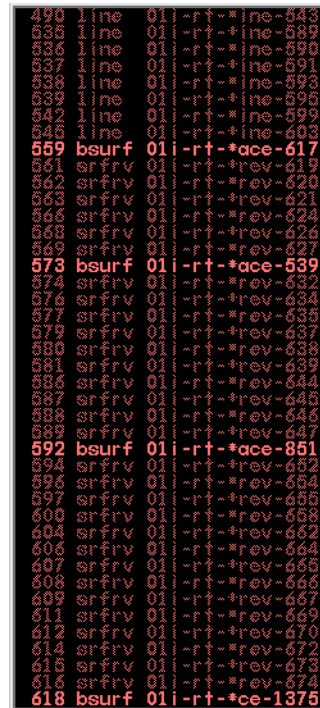 490 line 01i-rt-*ine-543
535 line 01i-rt-*ine-589
536 line 01i-rt-*ine-590
537 line 01i-rt-*ine-591
538 line 01i-rt-*ine-592
539 line 01i-rt-*ine-595
542 line 01i-rt-*ine-599
545 line 01i-rt-*ine-603
559 bsurf 01i-rt-*ace-617
561 srfrv 01i-rt-*rev-619
562 srfrv 01i-rt-*rev-620
563 srfrv 01i-rt-*rev-621
566 srfrv 01i-rt-*rev-624
568 srfrv 01i-rt-*rev-626
569 srfrv 01i-rt-*rev-627
573 bsurf 01i-rt-*ace-539
574 srfrv 01i-rt-*rev-632
576 srfrv 01i-rt-*rev-634
577 srfrv 01i-rt-*rev-635
579 srfrv 01i-rt-*rev-637
580 srfrv 01i-rt-*rev-638
581 srfrv 01i-rt-*rev-639
586 srfrv 01i-rt-*rev-644
587 srfrv 01i-rt-*rev-645
588 srfrv 01i-rt-*rev-646
589 srfrv 01i-rt-*rev-647
592 bsurf 01i-rt-*ace-851
594 srfrv 01i-rt-*rev-652
596 srfrv 01i-rt-*rev-654
597 srfrv 01i-rt-*rev-655
600 srfrv 01i-rt-*rev-658
604 srfrv 01i-rt-*rev-662
606 srfrv 01i-rt-*rev-664
607 srfrv 01i-rt-*rev-665
608 srfrv 01i-rt-*rev-666
609 srfrv 01i-rt-*rev-667
611 srfrv 01i-rt-*rev-669
612 srfrv 01i-rt-*rev-670
614 srfrv 01i-rt-*rev-672
615 srfrv 01i-rt-*rev-673
616 srfrv 01i-rt-*rev-674
618 bsurf 01i-rt-*ce-1375